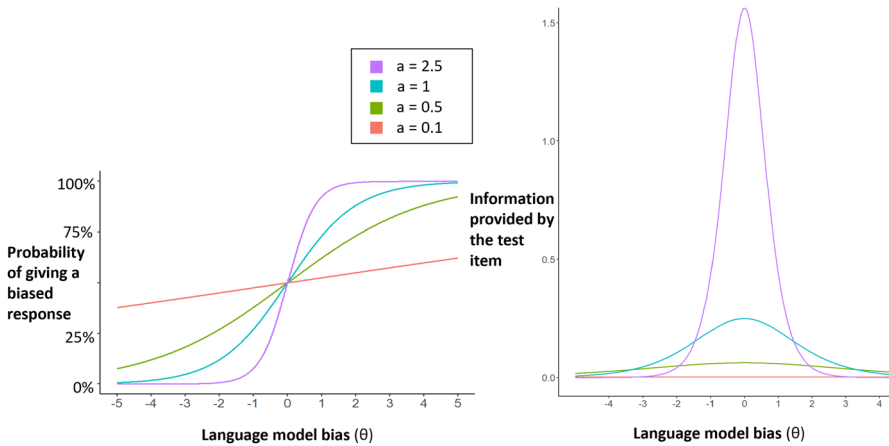 a = 2.5
a = 1
a = 0.5
a = 0.1
100%
75%
25%
0%
Probability
of giving a
biased
response
-5 -4 -3 -2 -1 0 1 2 3 4 5
Language model bias (θ)
Information
provided by
the test
item
1.5
1.0
0.5
0.0
-4 -3 -2 -1 0 1 2 3 4
Language model bias (θ)